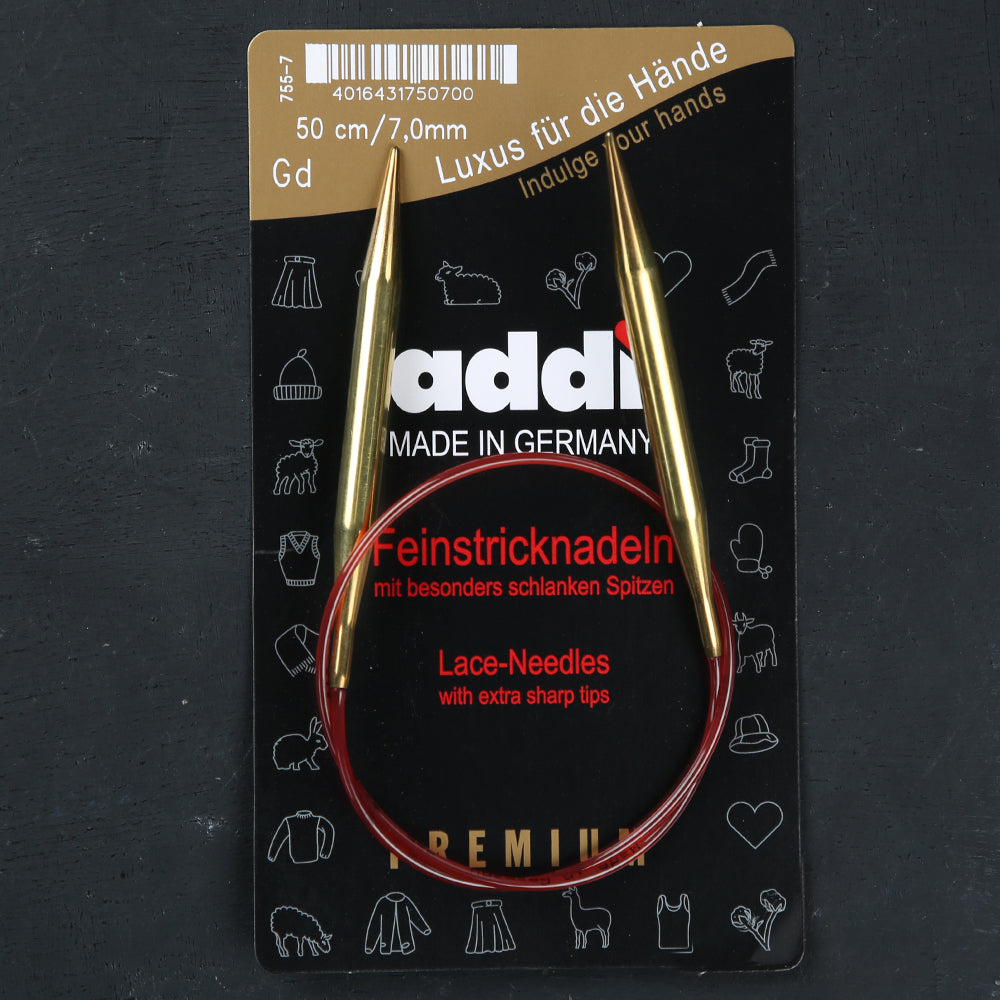 755-7
4016431750700
50 cm/7,0mm
Gd
Luxus für die Hände
Indulge your hands
addi
MADE IN GERMANY
Feinstricknadeln
mit besonders schlanken Spitzen
Lace-Needles
with extra sharp tips
PREMIUM